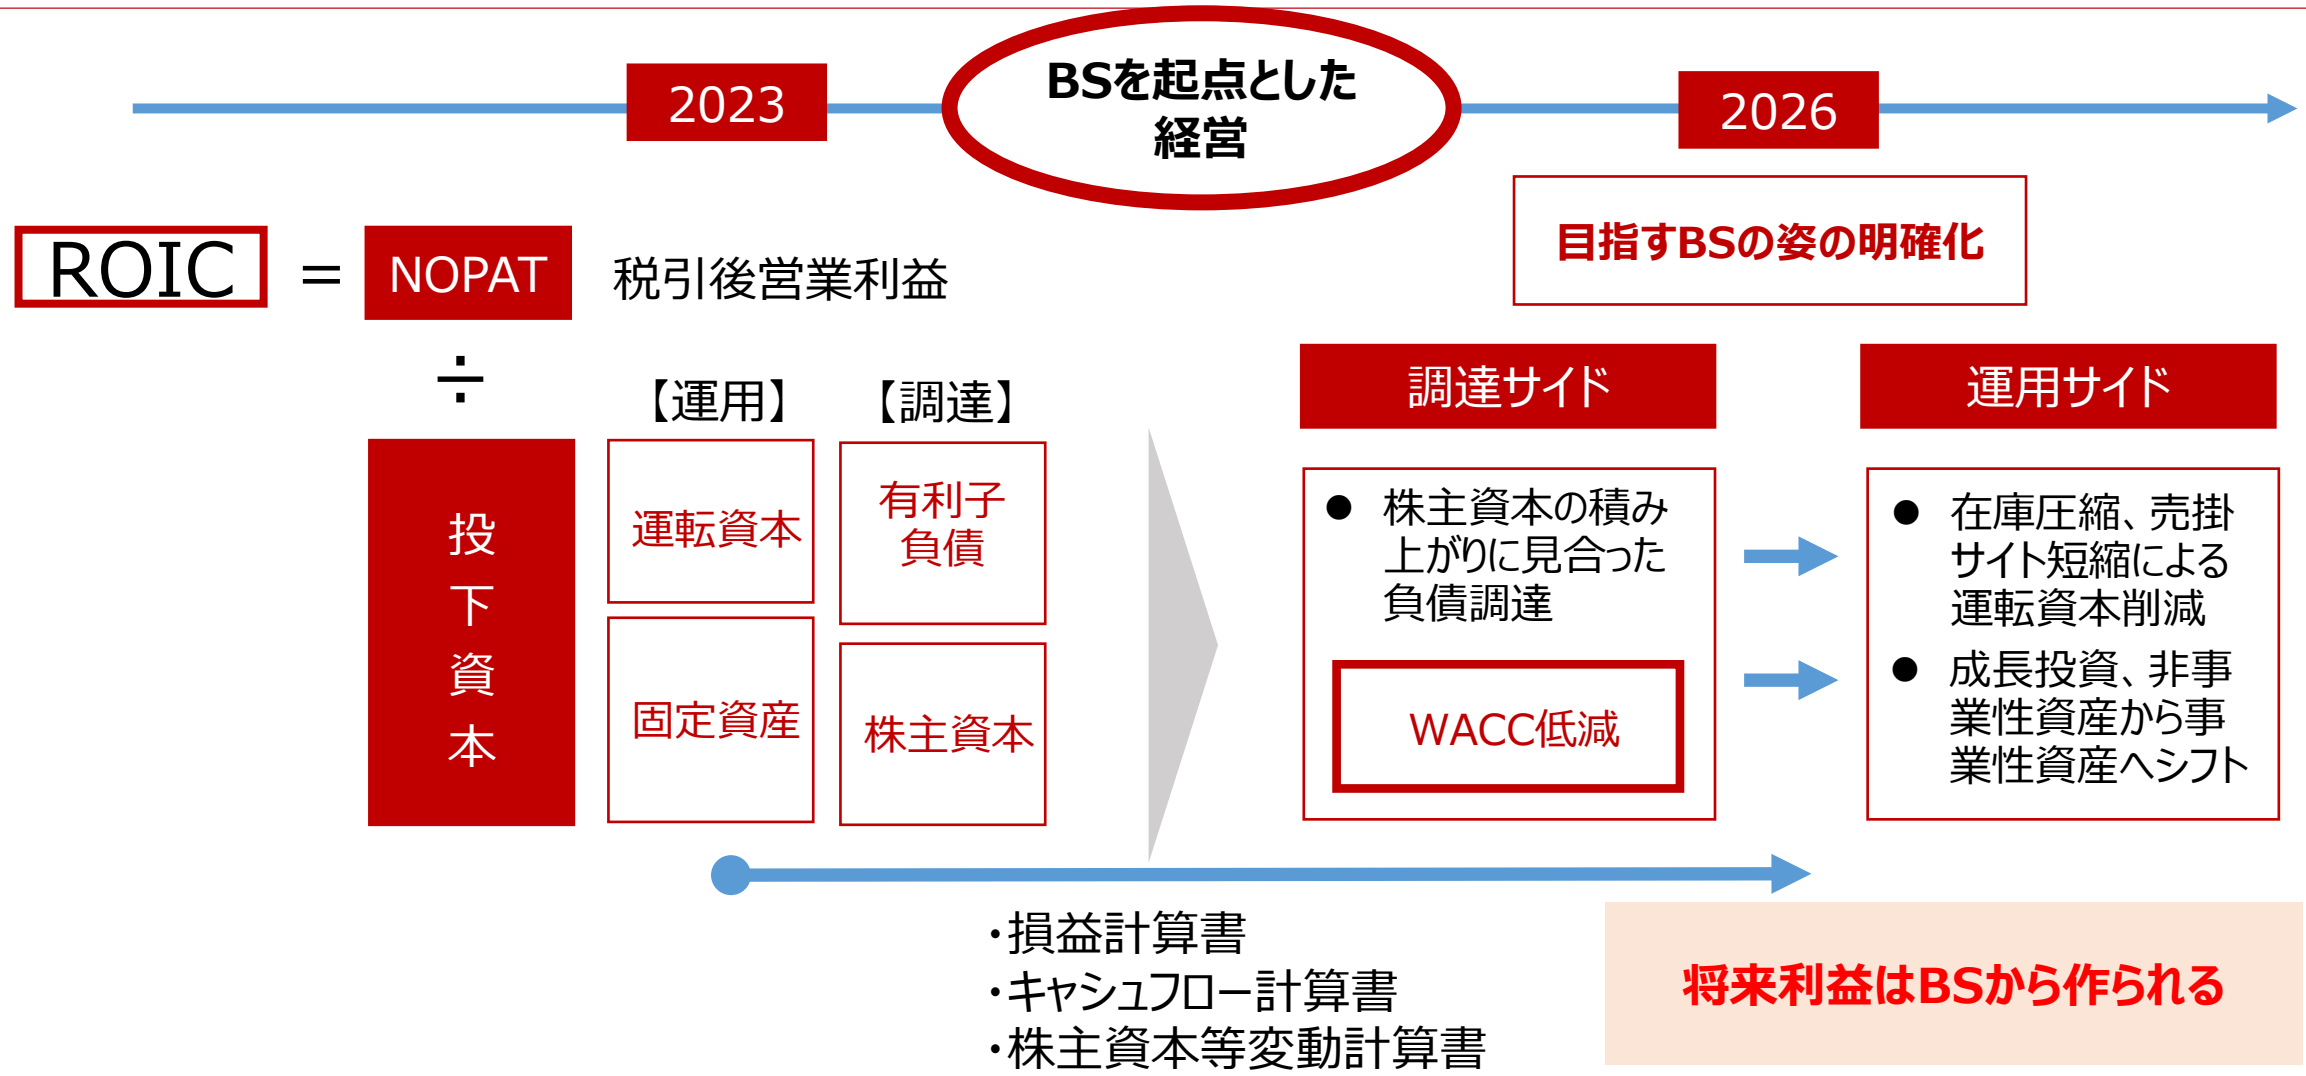 2023
BSを起点とした
経営
2026
目指すBSの姿の明確化
ROIC
=
NOPAT
税引後営業利益
÷
【運用】
【調達】
投
下
資
本
運転資本
固定資産
有利子
負債
株主資本
調達サイド
● 株主資本の積み
上がりに見合った
負債調達
WACC低減
運用サイド
● 在庫圧縮、売掛
サイト短縮による
運転資本削減
● 成長投資、非事
業性資産から事
業性資産へシフト
・損益計算書
・キャシュフロー計算書
・株主資本等変動計算書
将来利益はBSから作られる